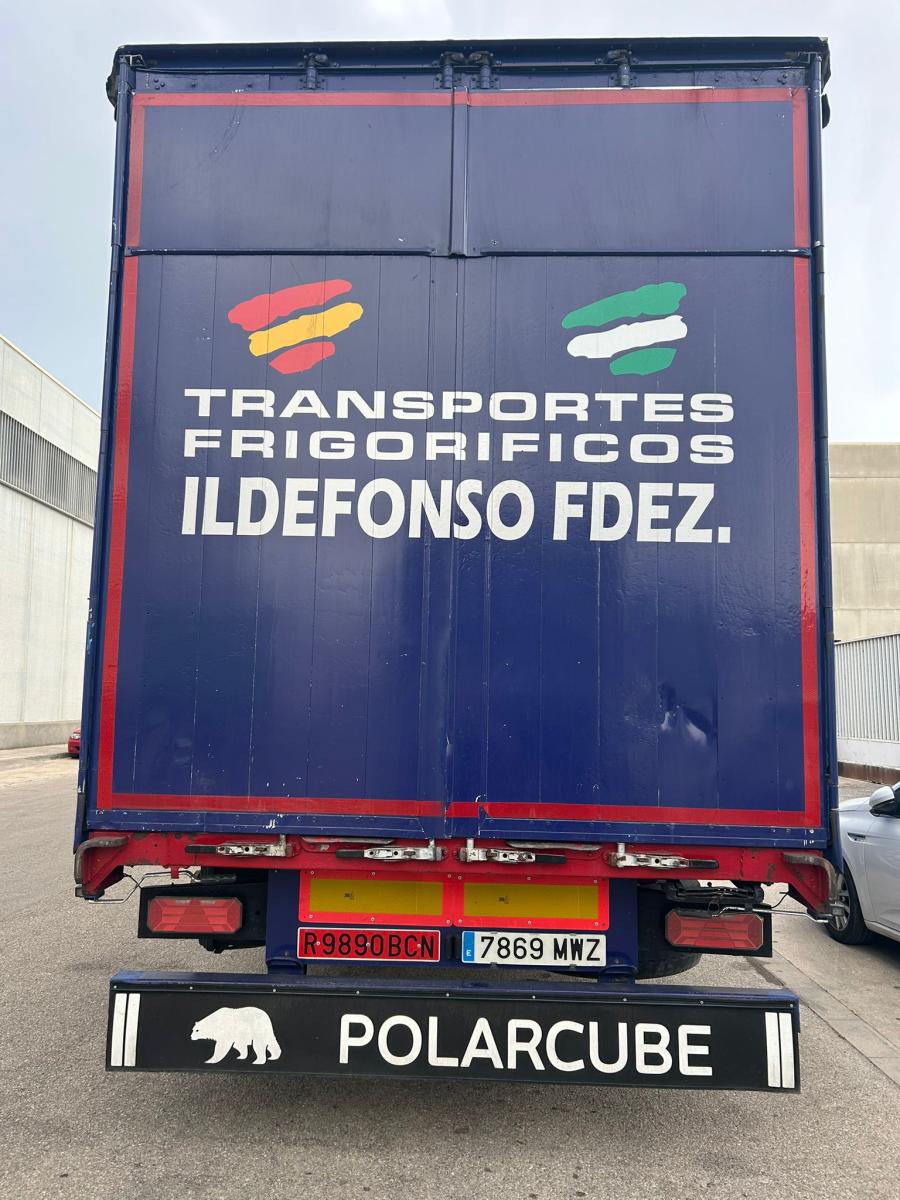 TRANSPORTES
FRIGORIFICOS
ILDEFONSO FDEZ.
R9890BCN
E 7869 MWZ
POLARCUBE